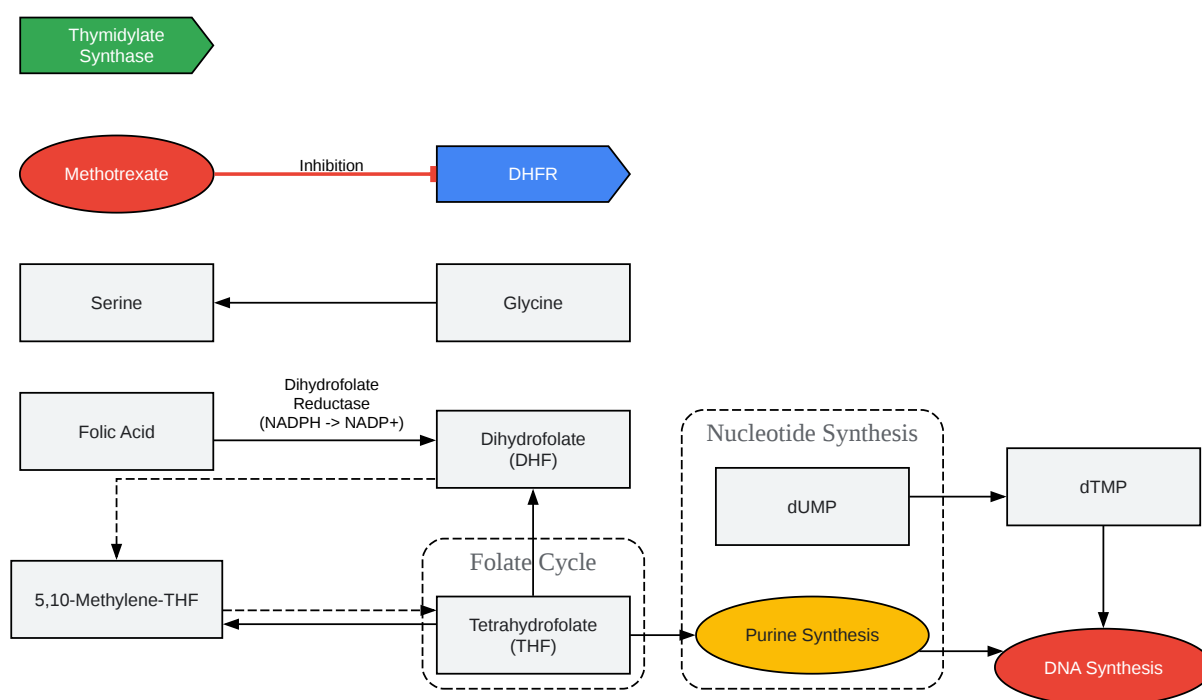 Thymidylate
Synthase
Methotrexate
Inhibition
DHFR
Serine
Glycine
Folic Acid
Dihydrofolate
Reductase
(NADPH -> NADP+)
Dihydrofolate
(DHF)
Nucleotide Synthesis
dUMP
dTMP
5,10-Methylene-THF
Folate Cycle
Tetrahydrofolate
(THF)
Purine Synthesis
DNA Synthesis